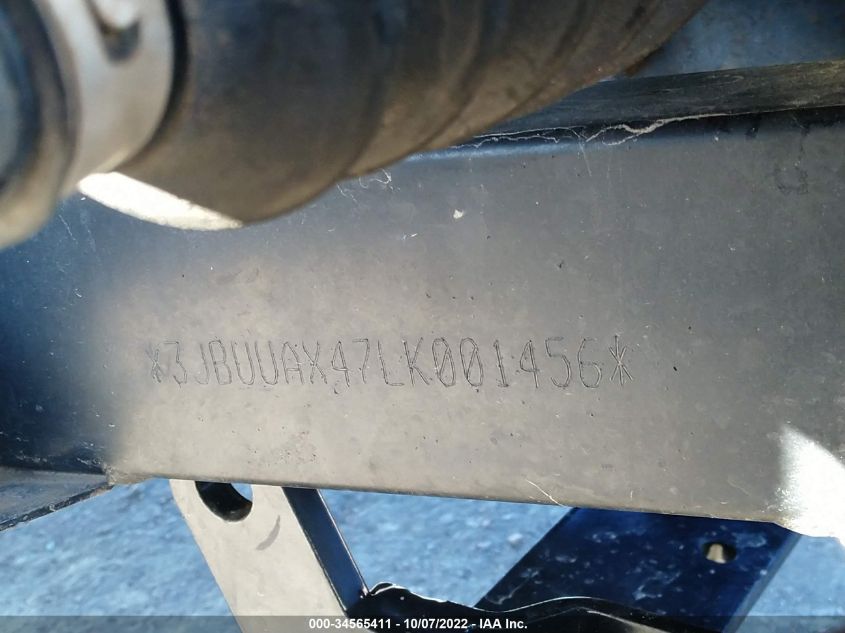 *3JBUUAX47LK001456*
000-34565411 - 10/07/2022 - IAA Inc.